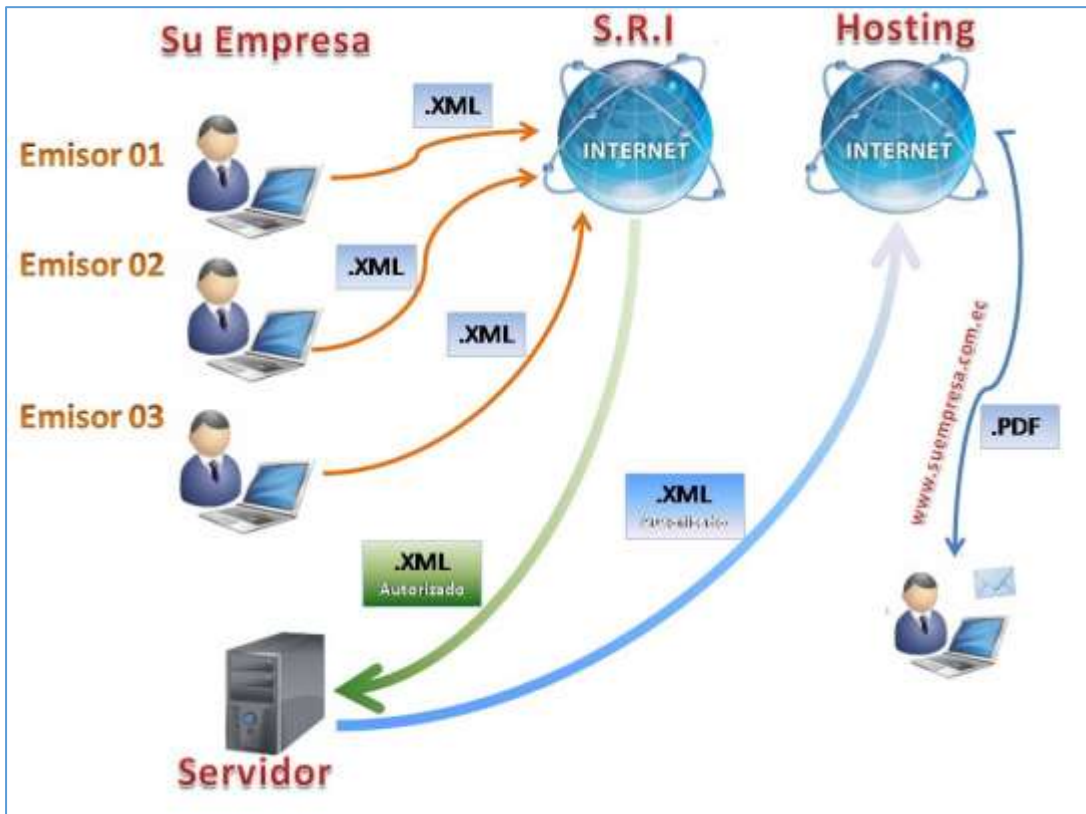 Su Empresa
S.R.I
Hosting
.XML
INTERNET
INTERNET
Emisor 01
Emisor 02
.XML
.XML
Emisor 03
www.suempresa.com.ec
.PDF
.XML
.XML
Autorizado
Servidor